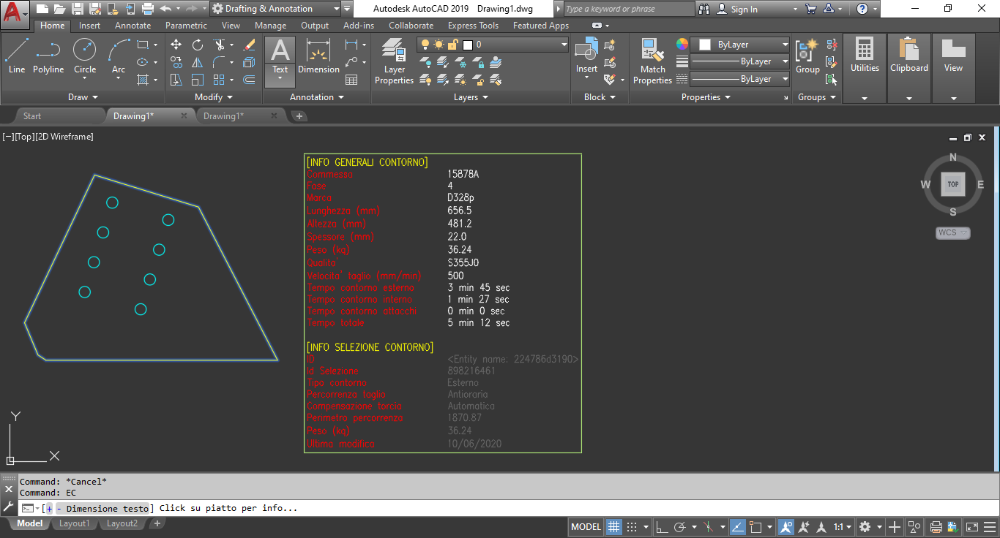 Drafting & Annotation
Autodesk AutoCAD 2019 Drawing1.dwg
Type a keyword or phrase
Sign In
Home Insert Annotate Parametric View Manage Output Add-ins Collaborate Express Tools Featured Apps
Line Polyline Circle Arc
Text Dimension
Layer Properties
0
Insert
Match Properties
ByLayer
ByLayer
ByLayer
Group
Utilities Clipboard View
Draw Modify Annotation Layers Block Properties Groups
Start Drawing1* Drawing1*
[−][Top][2D Wireframe]
N
W TOP E
S
WCS
[INFO GENERALI CONTORNO]
Commessa 15878A
Fase 4
Marca D328p
Lunghezza (mm) 656.5
Altezza (mm) 481.2
Spessore (mm) 22.0
Peso (kg) 36.24
Qualita' S355J0
Velocita' taglio (mm/min) 500
Tempo contorno esterno 3 min 45 sec
Tempo contorno interno 1 min 27 sec
Tempo contorno attacchi 0 min 0 sec
Tempo totale 5 min 12 sec
[INFO SELEZIONE CONTORNO]
ID <Entity name: 224786d3190>
Id Selezione 898216461
Tipo contorno Esterno
Percorrenza taglio Antioraria
Compensazione torcia Automatica
Perimetro percorrenza 1870.87
Peso (kg) 36.24
Ultima modifica 10/06/2020
Y
X
Command: *Cancel*
Command: EC
[+ - Dimensione testo] Click su piatto per info...
Model Layout1 Layout2 +
MODEL 1:1